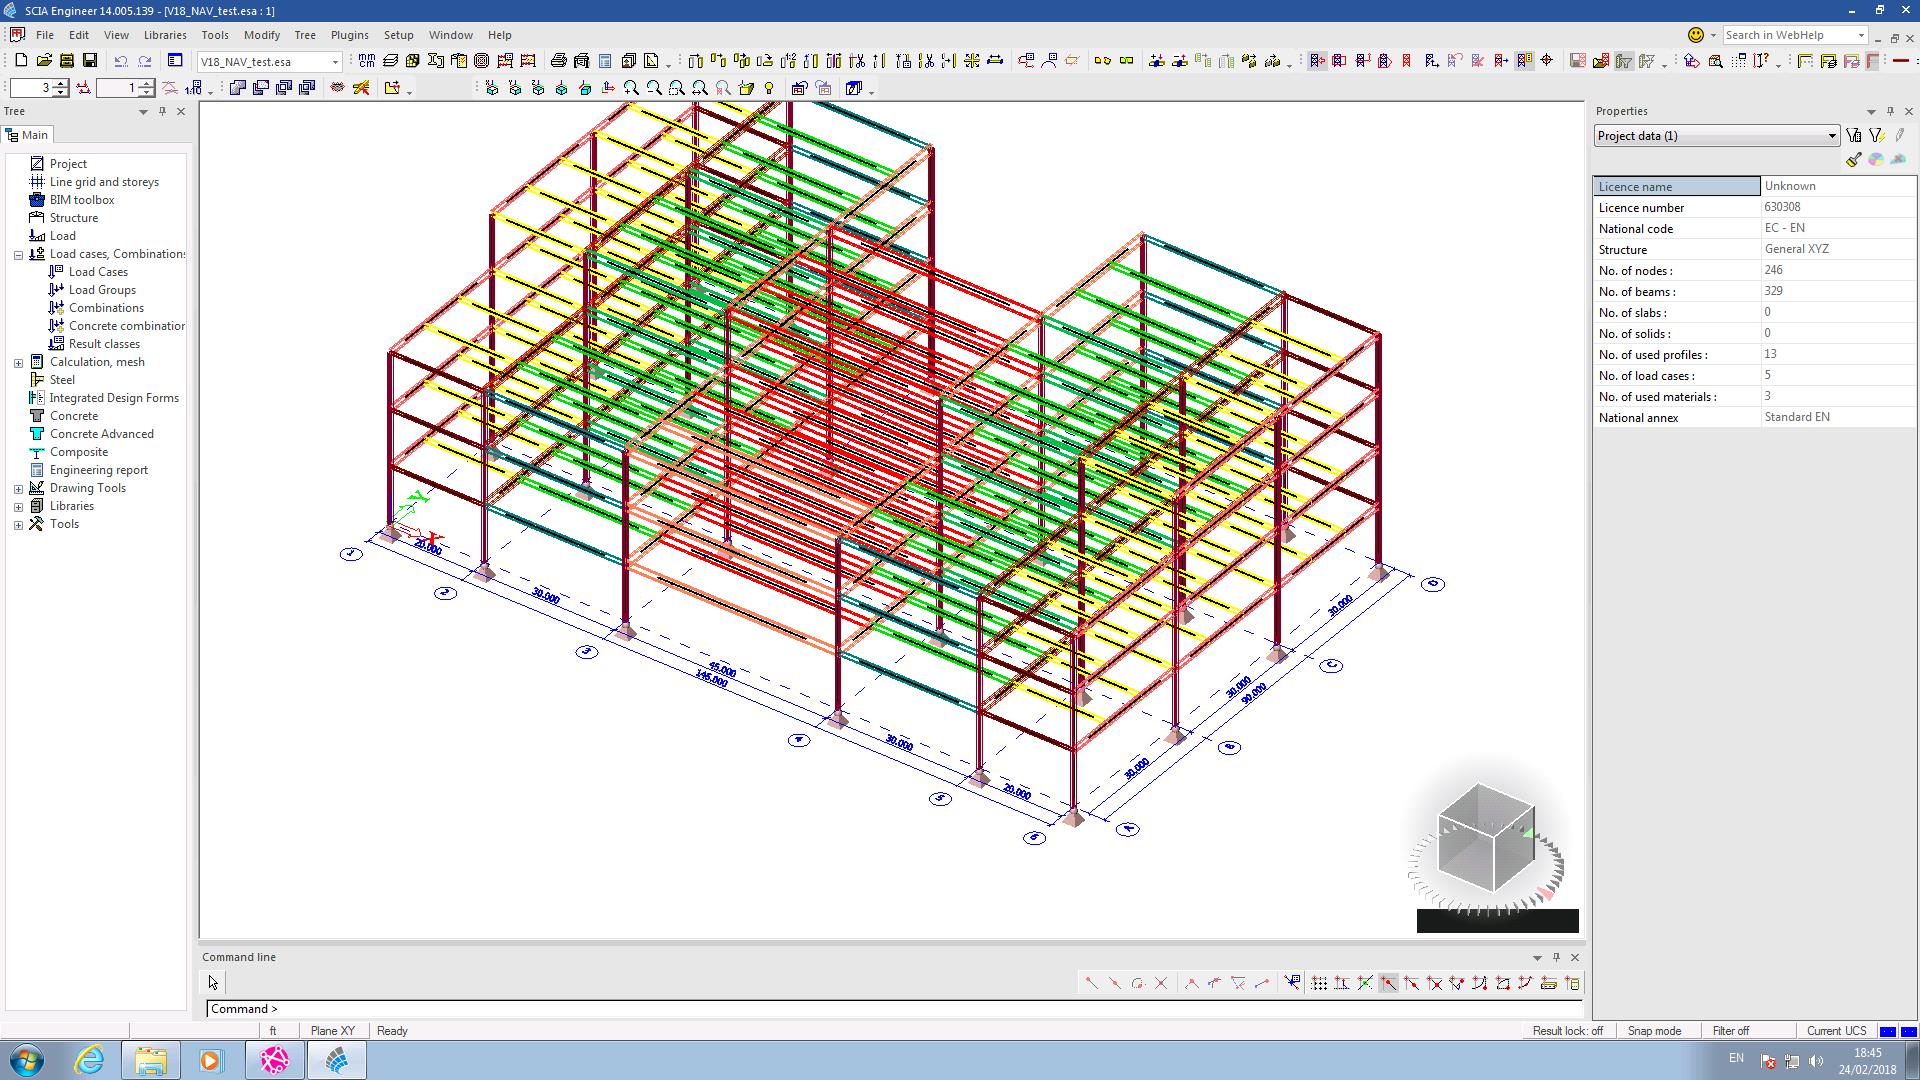 SCIA Engineer 14.005.139 - [V18_NAV_test.esa : 1]
File Edit View Libraries Tools Modify Tree Plugins Setup Window Help
Search in WebHelp
V18_NAV_test.esa
3
1
Tree
Main
Project
Line grid and storeys
BIM toolbox
Structure
Load
Load cases, Combinations
Load Cases
Load Groups
Combinations
Concrete combination
Result classes
Calculation, mesh
Steel
Integrated Design Forms
Concrete
Concrete Advanced
Composite
Engineering report
Drawing Tools
Libraries
Tools
Y
X
1
20.000
2
30.000
3
45.000
145.000
4
30.000
5
20.000
6
A
30.000
B
30.000
90.000
C
30.000
D
Properties
Project data (1)
Licence name Unknown
Licence number 630308
National code EC - EN
Structure General XYZ
No. of nodes : 246
No. of beams : 329
No. of slabs : 0
No. of solids : 0
No. of used profiles : 13
No. of load cases : 5
No. of used materials : 3
National annex Standard EN
Command line
Command >
ft Plane XY Ready
Result lock: off Snap mode Filter off Current UCS
EN
18:45
24/02/2018